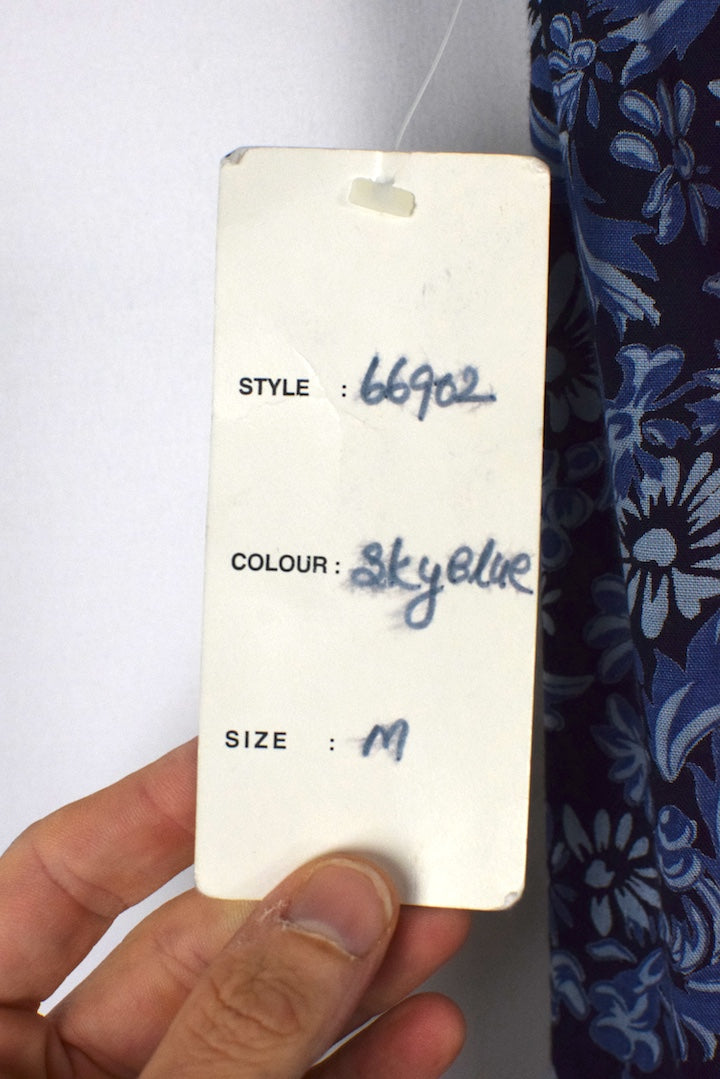 STYLE : 66902
COLOUR : SkyBlue
SIZE : M